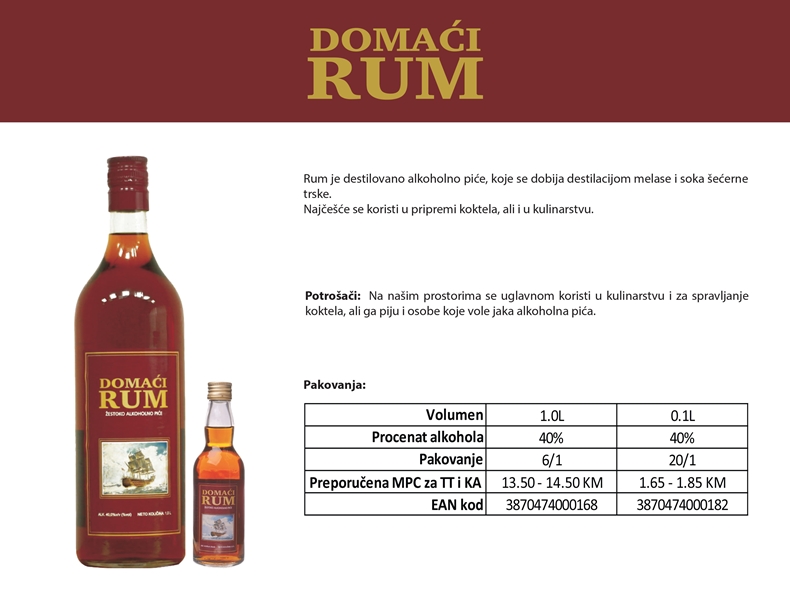 DOMAĆI
RUM
Rum je destilovano alkoholno piće, koje se dobija destilacijom melase i soka šećerne
trske.
Najčešće se koristi u pripremi koktela, ali i u kulinarstvu.
Potrošači: Na našim prostorima se uglavnom koristi u kulinarstvu i za spravljanje
koktela, ali ga piju i osobe koje vole jaka alkoholna pića.
Pakovanja:
Volumen 1.0L 0.1L
Procenat alkohola 40% 40%
Pakovanje 6/1 20/1
Preporučena MPC za TT i KA 13.50 - 14.50 KM 1.65 - 1.85 KM
EAN kod 3870474000168 3870474000182
DOMAĆI
RUM
ŽESTOKO ALKOHOLNO PIĆE
NETO KOLIČINA 1,0 L
DOMAĆI
RUM